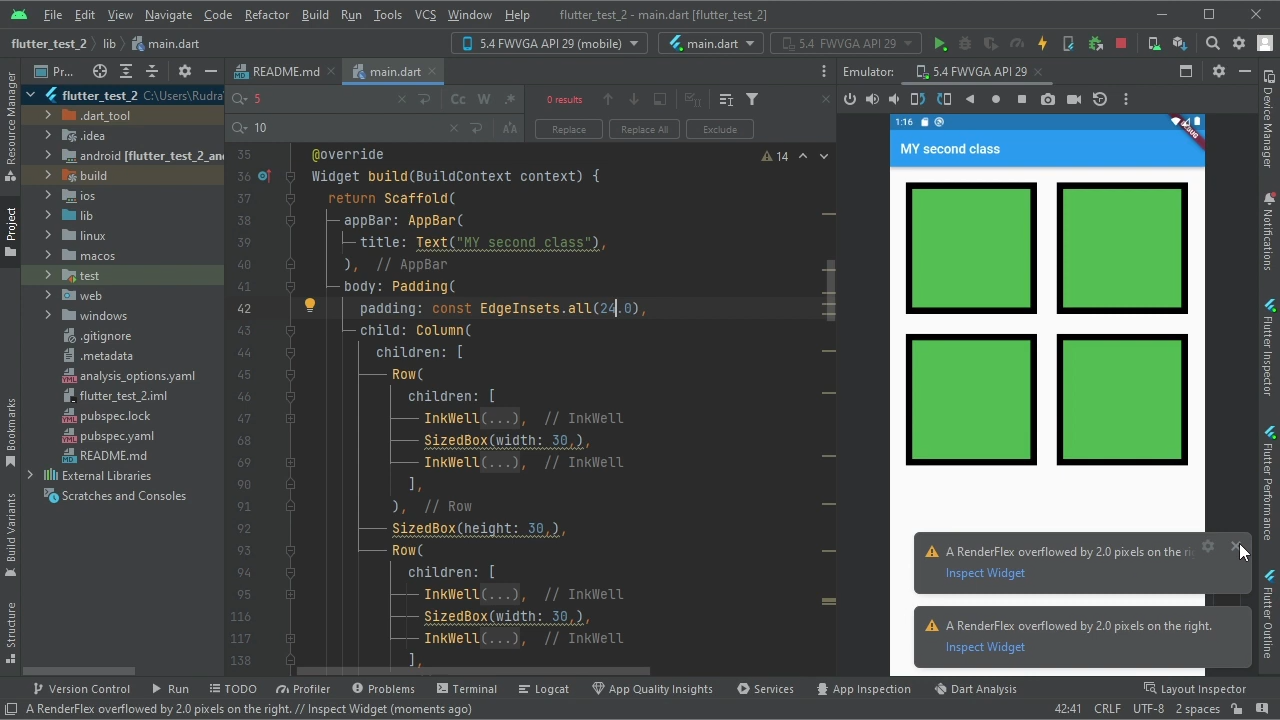 File Edit View Navigate Code Refactor Build Run Tools VCS Window Help flutter_test_2 - main.dart [flutter_test_2]
flutter_test_2 lib main.dart 5.4 FWVGA API 29 (mobile) main.dart 5.4 FWVGA API 29
Pr... README.md main.dart Emulator: 5.4 FWVGA API 29
flutter_test_2 C:\Users\Rudra
.dart_tool
.idea
android [flutter_test_2_an
build
ios
lib
linux
macos
test
web
windows
.gitignore
.metadata
analysis_options.yaml
flutter_test_2.iml
pubspec.lock
pubspec.yaml
README.md
External Libraries
Scratches and Consoles
Resource Manager
Project
Bookmarks
Build Variants
Structure
5 Cc W .* 0 results
10 Replace Replace All Exclude
14
35 @override
36 Widget build(BuildContext context) {
37 return Scaffold(
38 appBar: AppBar(
39 title: Text("MY second class"),
40 ), // AppBar
41 body: Padding(
42 padding: const EdgeInsets.all(24.0),
43 child: Column(
44 children: [
45 Row(
46 children: [
47 InkWell(...), // InkWell
68 SizedBox(width: 30,),
69 InkWell(...), // InkWell
90 ],
91 ), // Row
92 SizedBox(height: 30,),
93 Row(
94 children: [
95 InkWell(...), // InkWell
116 SizedBox(width: 30,),
117 InkWell(...), // InkWell
138 ],
1:16
DEBUG
MY second class
A RenderFlex overflowed by 2.0 pixels on the ri
Inspect Widget
A RenderFlex overflowed by 2.0 pixels on the right.
Inspect Widget
Device Manager
Notifications
Flutter Inspector
Flutter Performance
Flutter Outline
Version Control Run TODO Profiler Problems Terminal Logcat App Quality Insights Services App Inspection Dart Analysis Layout Inspector
A RenderFlex overflowed by 2.0 pixels on the right. // Inspect Widget (moments ago) 42:41 CRLF UTF-8 2 spaces